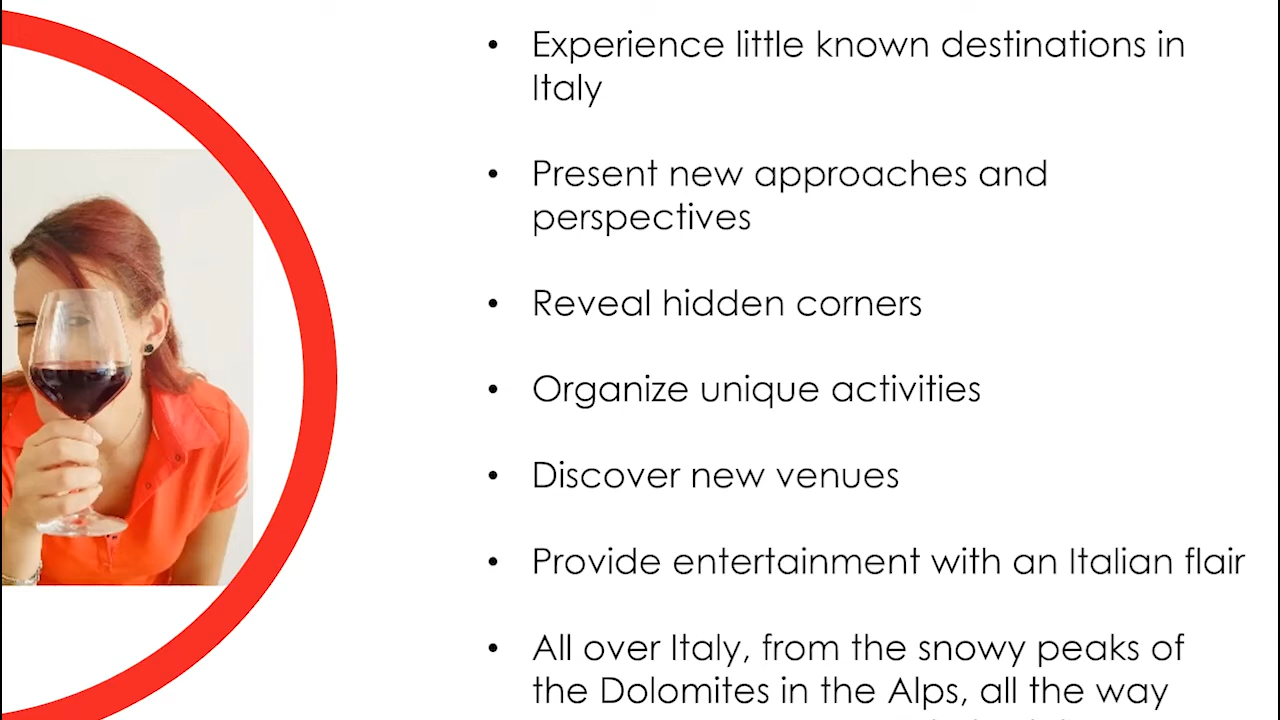 • Experience little known destinations in
Italy
• Present new approaches and
perspectives
• Reveal hidden corners
• Organize unique activities
• Discover new venues
• Provide entertainment with an Italian flair
• All over Italy, from the snowy peaks of
the Dolomites in the Alps, all the way